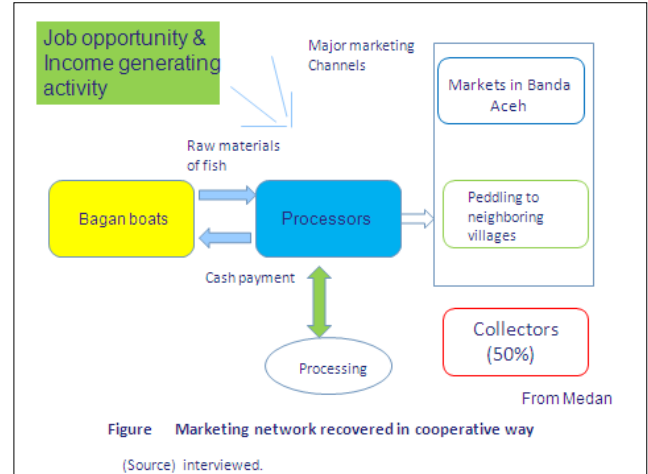 Job opportunity &
Income generating
activity
Major marketing
Channels
Markets in Banda
Aceh
Raw materials
of fish
Bagan boats
Processors
Peddling to
neighboring
villages
Cash payment
Processing
Collectors
(50%)
From Medan
Figure Marketing network recovered in cooperative way
(Source) interviewed.